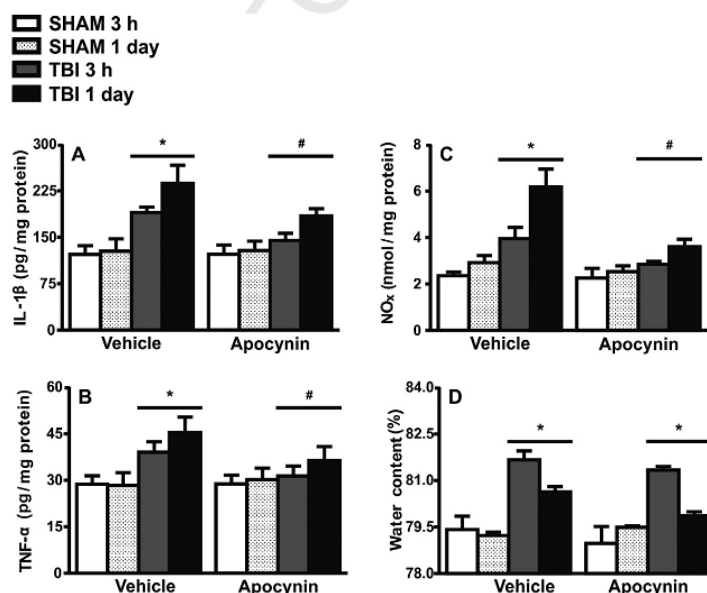 SHAM 3 h
SHAM 1 day
TBI 3 h
TBI 1 day
A
IL-1β (pg/mg protein)
300
225
150
75
0
*
#
Vehicle
Apocynin
C
NOx (nmol/mg protein)
8
6
4
2
0
*
#
Vehicle
Apocynin
B
TNF-α (pg/mg protein)
60
45
30
15
0
*
#
Vehicle
Apocynin
D
Water content (%)
84.0
82.5
81.0
79.5
78.0
*
*
Vehicle
Apocynin